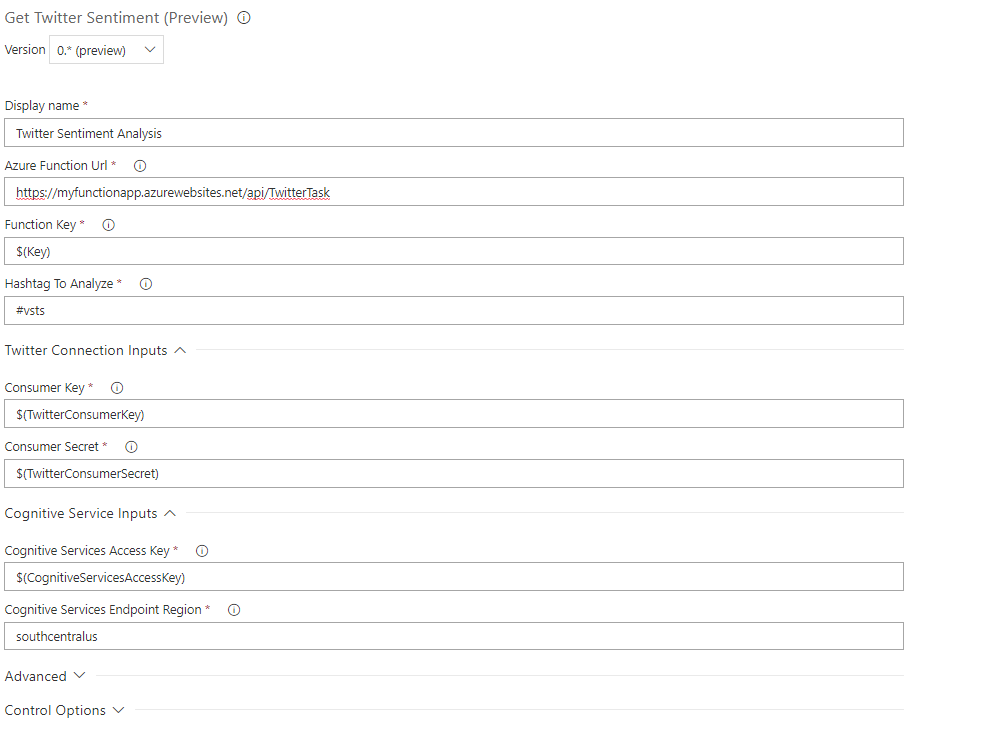 Get Twitter Sentiment (Preview)
Version 0.* (preview)
Display name *
Twitter Sentiment Analysis
Azure Function Url *
https://myfunctionapp.azurewebsites.net/api/TwitterTask
Function Key *
$(Key)
Hashtag To Analyze *
#vsts
Twitter Connection Inputs
Consumer Key *
$(TwitterConsumerKey)
Consumer Secret *
$(TwitterConsumerSecret)
Cognitive Service Inputs
Cognitive Services Access Key *
$(CognitiveServicesAccessKey)
Cognitive Services Endpoint Region *
southcentralus
Advanced
Control Options